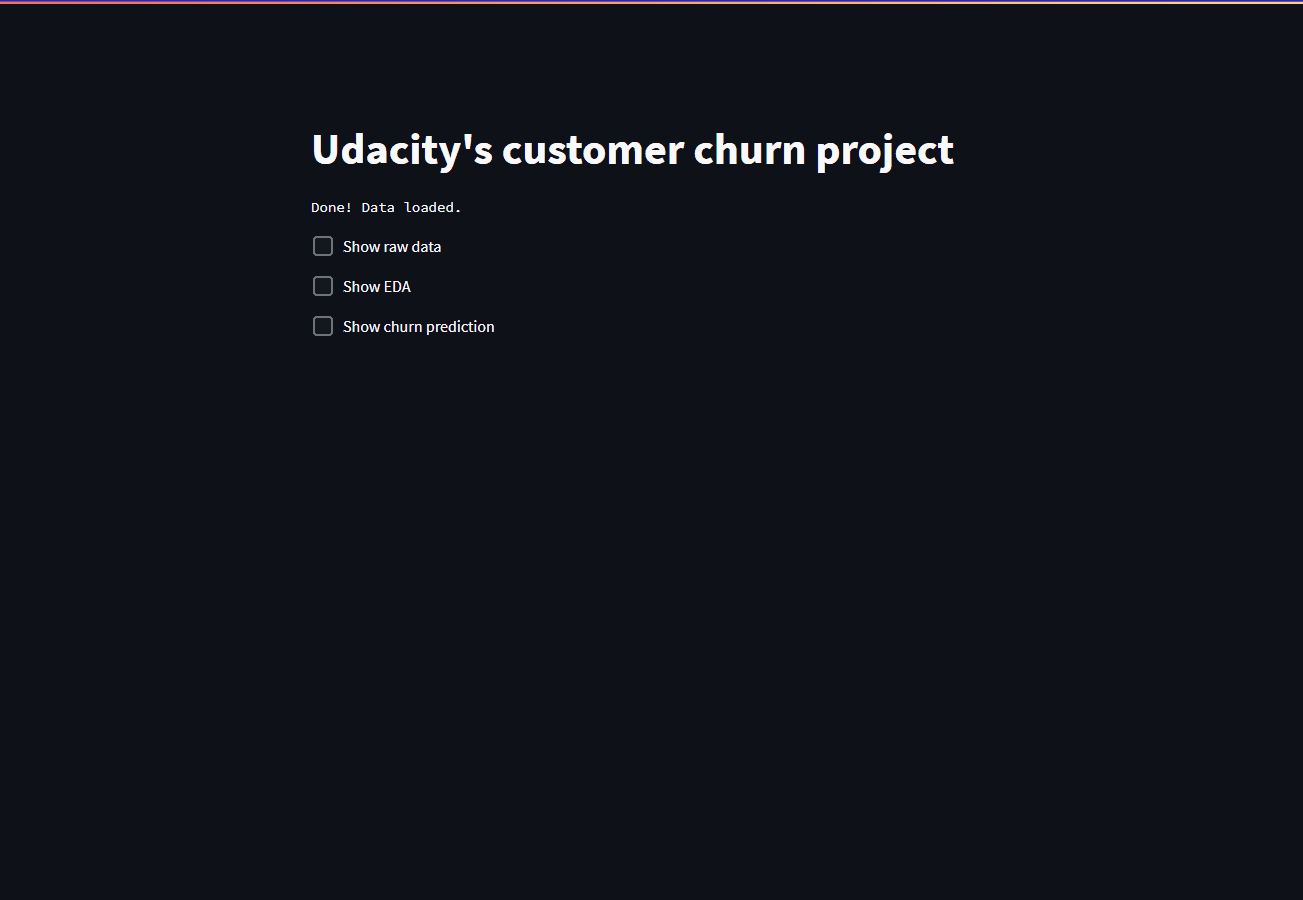 Udacity's customer churn project
Done! Data loaded.
Show raw data
Show EDA
Show churn prediction